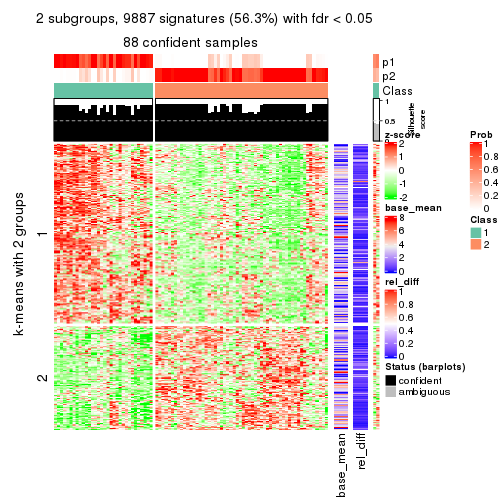 2 subgroups, 9887 signatures (56.3%) with fdr < 0.05
88 confident samples
p1
p2
Class
1
0.5
0
Silhouette
score
k-means with 2 groups
1
2
base_mean
rel_diff
z-score
2
1
0
-1
-2
base_mean
8
6
4
2
0
rel_diff
1
0.8
0.6
0.4
0.2
0
Status (barplots)
confident
ambiguous
Prob
1
0.8
0.6
0.4
0.2
0
Class
1
2